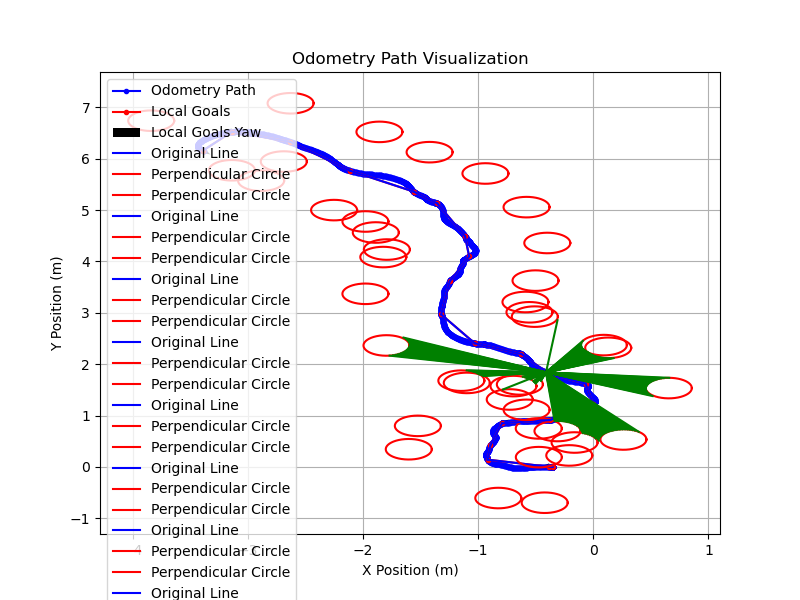 Odometry Path Visualization
7
6
5
4
3
2
1
0
−1
Y Position (m)
Odometry Path
Local Goals
Local Goals Yaw
Original Line
Perpendicular Circle
Perpendicular Circle
Original Line
Perpendicular Circle
Perpendicular Circle
Original Line
Perpendicular Circle
Perpendicular Circle
Original Line
Perpendicular Circle
Perpendicular Circle
Original Line
Perpendicular Circle
Perpendicular Circle
Original Line
Perpendicular Circle
Perpendicular Circle
Original Line
Perpendicular Circle
Perpendicular Circle
Original Line
−2
−1
0
1
X Position (m)